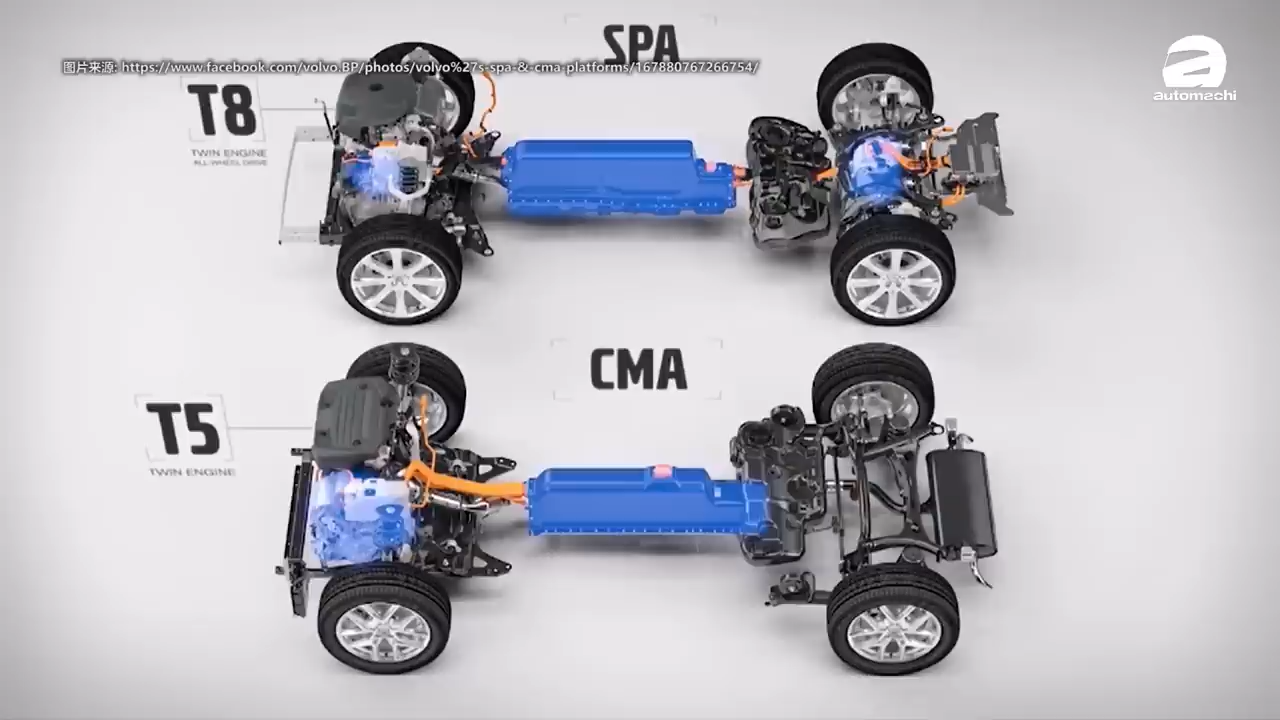 SPA
图片来源: https://www.facebook.com/volvo.BP/photos/volvo%27s-spa-&-cma-platforms/167880767266754/
automachi
T8
TWIN ENGINE
ALL-WHEEL DRIVE
CMA
T5
TWIN ENGINE